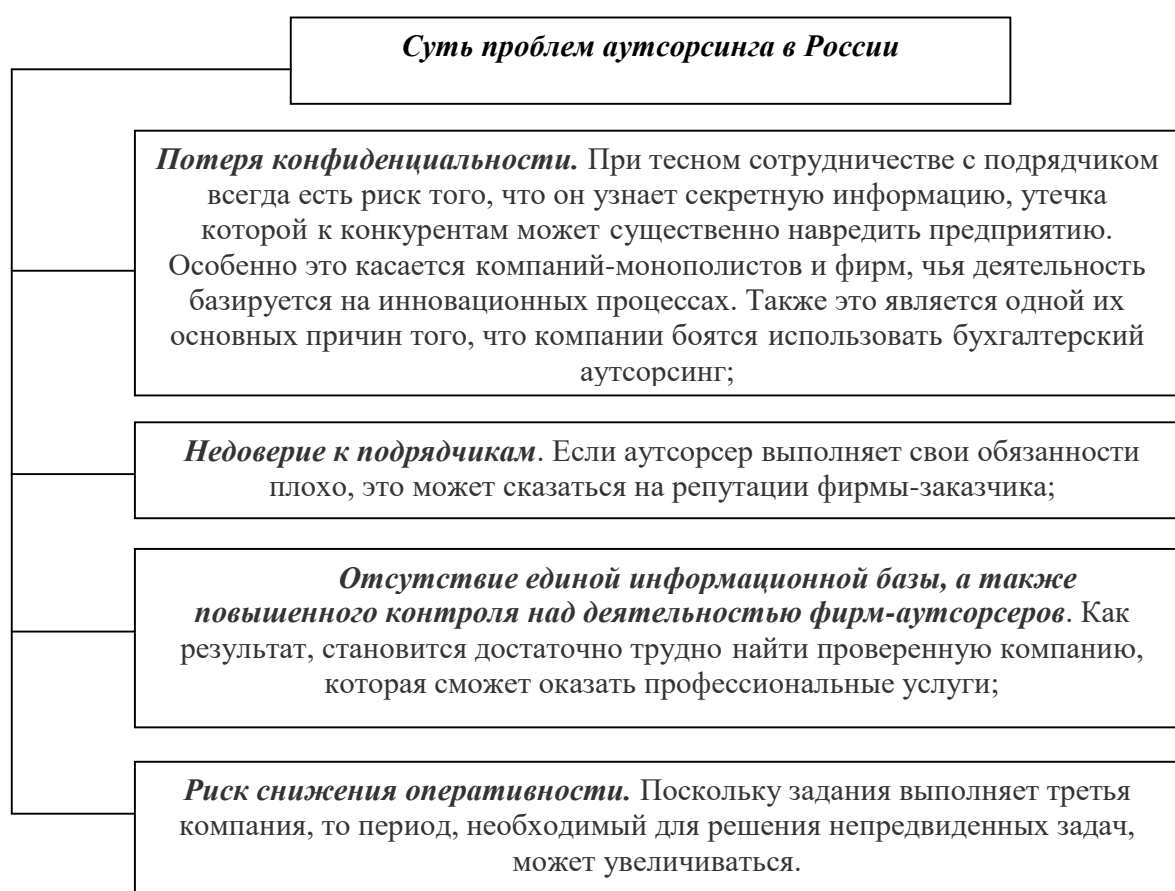 Суть проблем аутсорсинга в России
Потеря конфиденциальности. При тесном сотрудничестве с подрядчиком
всегда есть риск того, что он узнает секретную информацию, утечка
которой к конкурентам может существенно навредить предприятию.
Особенно это касается компаний-монополистов и фирм, чья деятельность
базируется на инновационных процессах. Также это является одной их
основных причин того, что компании боятся использовать бухгалтерский
аутсорсинг;
Недоверие к подрядчикам. Если аутсорсер выполняет свои обязанности
плохо, это может сказаться на репутации фирмы-заказчика;
Отсутствие единой информационной базы, а также
повышенного контроля над деятельностью фирм-аутсорсеров. Как
результат, становится достаточно трудно найти проверенную компанию,
которая сможет оказать профессиональные услуги;
Риск снижения оперативности. Поскольку задания выполняет третья
компания, то период, необходимый для решения непредвиденных задач,
может увеличиваться.